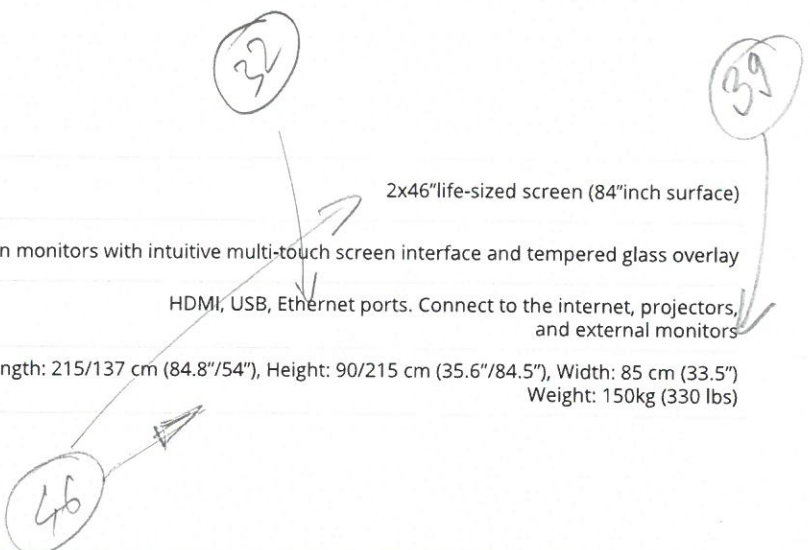 32
39
2x46"life-sized screen (84"inch surface)
n monitors with intuitive multi-touch screen interface and tempered glass overlay
HDMI, USB, Ethernet ports. Connect to the internet, projectors,
and external monitors
ngth: 215/137 cm (84.8"/54"), Height: 90/215 cm (35.6"/84.5"), Width: 85 cm (33.5")
Weight: 150kg (330 lbs)
46